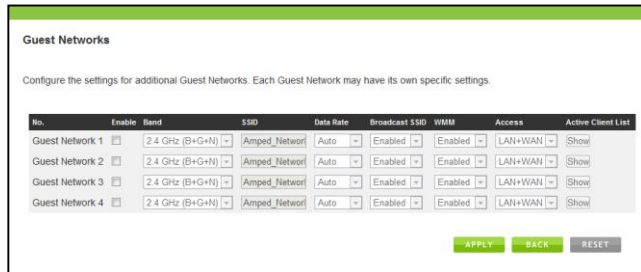 Guest Networks
Configure the settings for additional Guest Networks. Each Guest Network may have its own specific settings.
No. Enable Band SSID Data Rate Broadcast SSID WMM Access Active Client List
Guest Network 1 2.4 GHz (B+G+N) Amped_Networl Auto Enabled Enabled LAN+WAN Show
Guest Network 2 2.4 GHz (B+G+N) Amped_Networl Auto Enabled Enabled LAN+WAN Show
Guest Network 3 2.4 GHz (B+G+N) Amped_Networl Auto Enabled Enabled LAN+WAN Show
Guest Network 4 2.4 GHz (B+G+N) Amped_Networl Auto Enabled Enabled LAN+WAN Show
APPLY BACK RESET